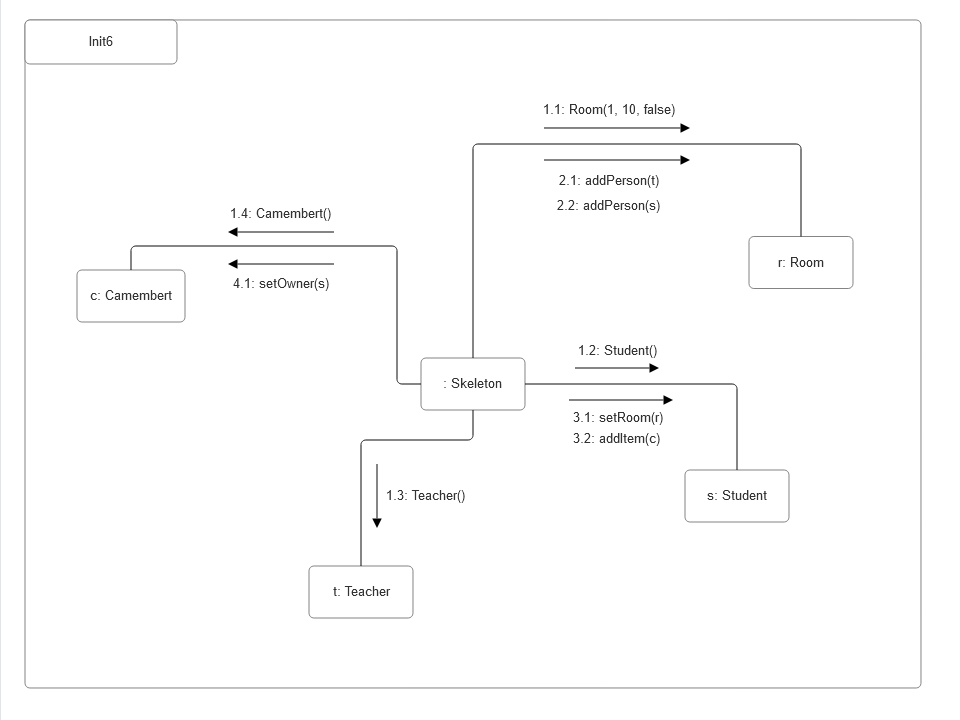 Init6
1.1: Room(1, 10, false)
2.1: addPerson(t)
2.2: addPerson(s)
1.4: Camembert()
4.1: setOwner(s)
r: Room
c: Camembert
1.2: Student()
: Skeleton
3.1: setRoom(r)
3.2: addItem(c)
1.3: Teacher()
s: Student
t: Teacher